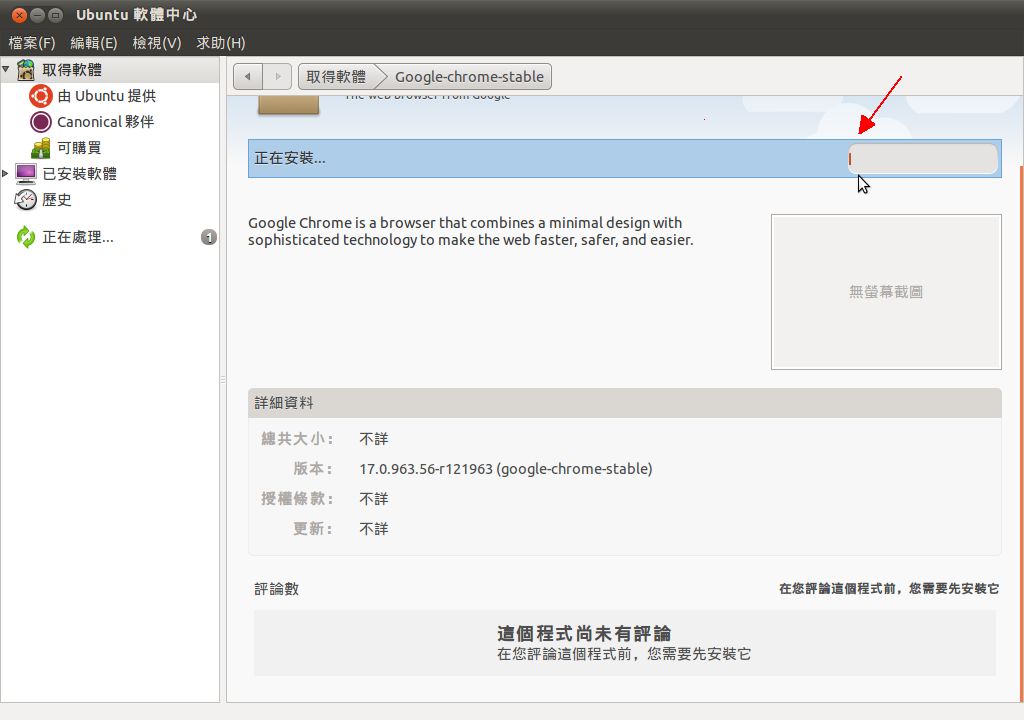 Ubuntu 軟體中心
檔案(F) 編輯(E) 檢視(V) 求助(H)
取得軟體
由 Ubuntu 提供
Canonical 夥伴
可購買
已安裝軟體
歷史
正在處理... 1
取得軟體 Google-chrome-stable
The web browser from Google
正在安裝...
Google Chrome is a browser that combines a minimal design with
sophisticated technology to make the web faster, safer, and easier.
無螢幕截圖
詳細資料
總共大小： 不詳
版本： 17.0.963.56-r121963 (google-chrome-stable)
授權條款： 不詳
更新： 不詳
評論數 在您評論這個程式前，您需要先安裝它
這個程式尚未有評論
在您評論這個程式前，您需要先安裝它